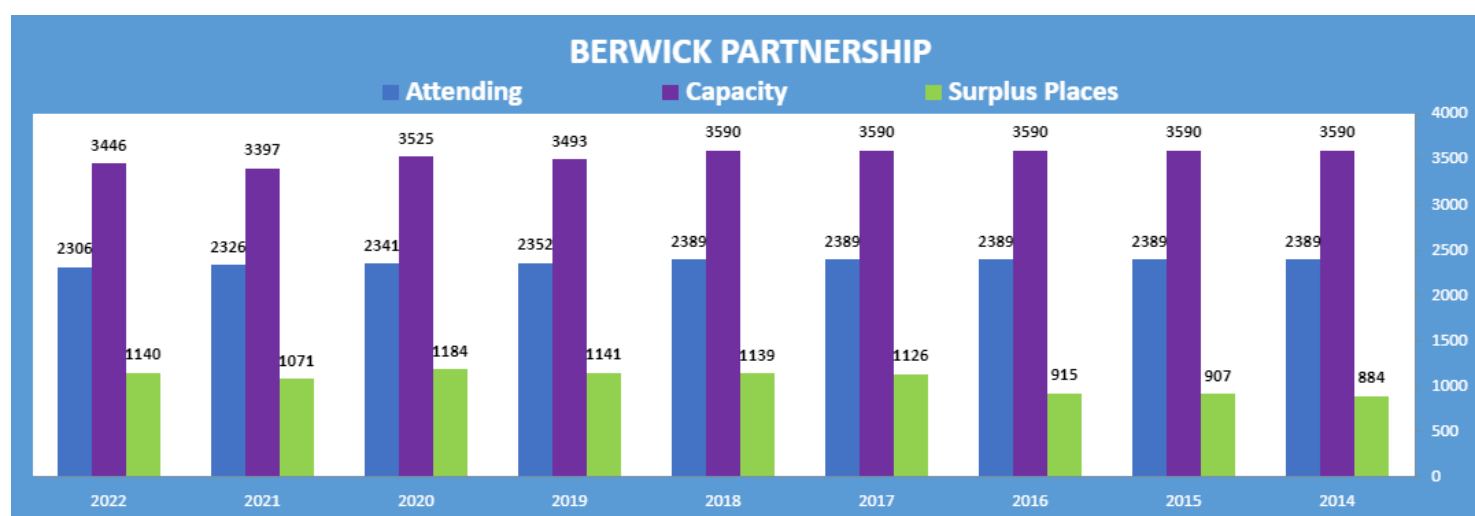 BERWICK PARTNERSHIP
Attending Capacity Surplus Places
4000
3500
3000
2500
2000
1500
1000
500
0
3446 3397 3525 3493 3590 3590 3590 3590 3590
2306 2326 2341 2352 2389 2389 2389 2389 2389
1140 1071 1184 1141 1139 1126 915 907 884
2022 2021 2020 2019 2018 2017 2016 2015 2014